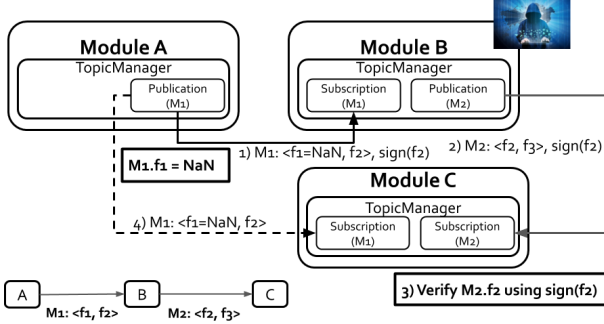 Module A
TopicManager
Publication
(M1)
Module B
TopicManager
Subscription
(M1)
Publication
(M2)
M1.f1 = NaN
1) M1: <f1=NaN, f2>, sign(f2)
2) M2: <f2, f3>, sign(f2)
Module C
TopicManager
Subscription
(M1)
Subscription
(M2)
4) M1: <f1=NaN, f2>
3) Verify M2.f2 using sign(f2)
A
B
C
M1: <f1, f2>
M2: <f2, f3>